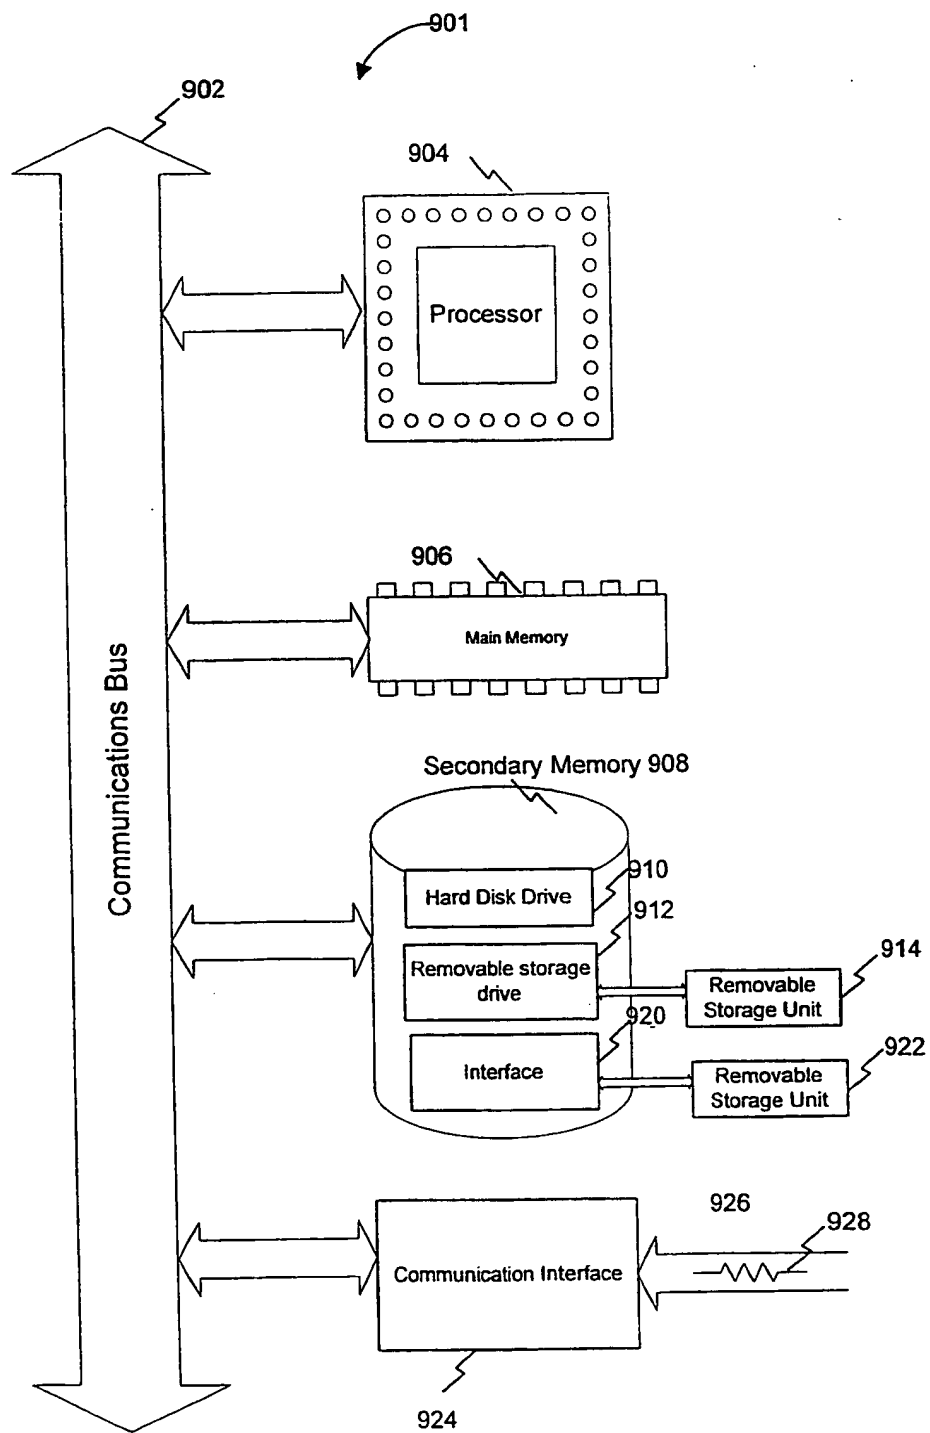 901
902
904
Processor
906
Main Memory
Communications Bus
Secondary Memory 908
910
Hard Disk Drive
912
Removable storage
drive
914
Removable
Storage Unit
920
Interface
922
Removable
Storage Unit
926
928
Communication Interface
924